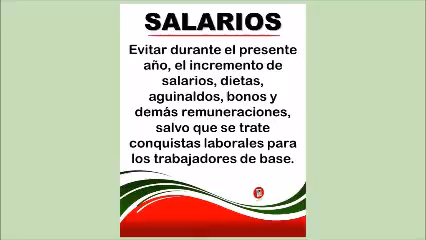 SALARIOS
Evitar durante el presente
año, el incremento de
salarios, dietas,
aguinaldos, bonos y
demás remuneraciones,
salvo que se trate
conquistas laborales para
los trabajadores de base.